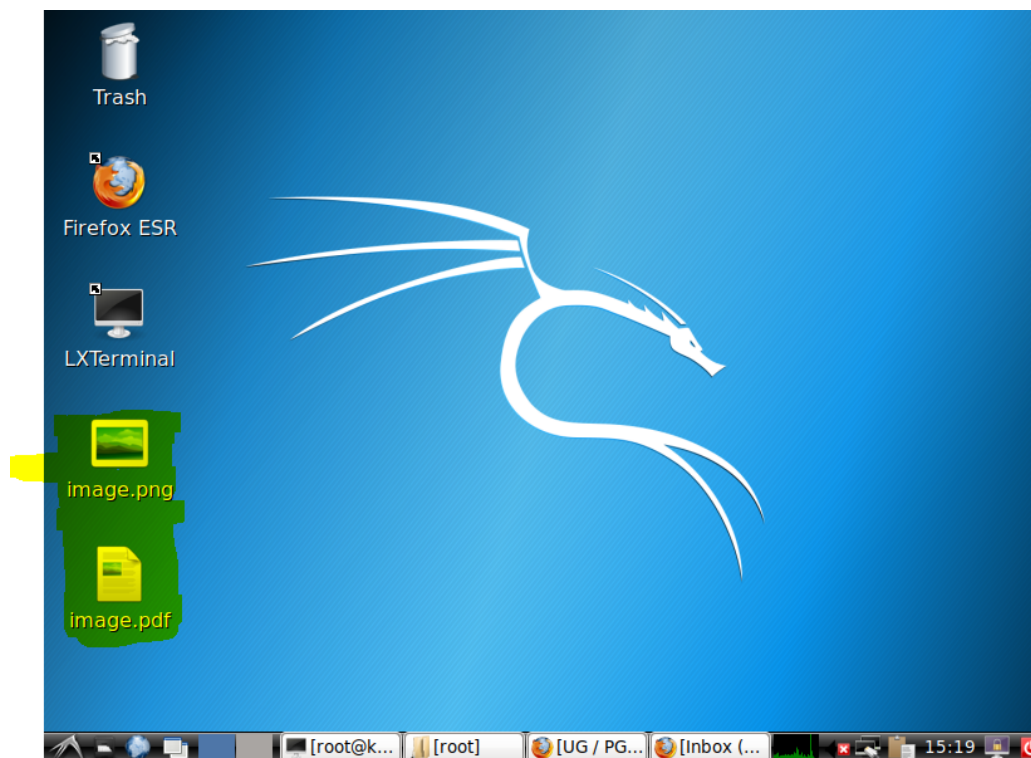 Trash
Firefox ESR
LXTerminal
image.png
image.pdf
[root@k... [root] [UG / PG... [Inbox (... 15:19